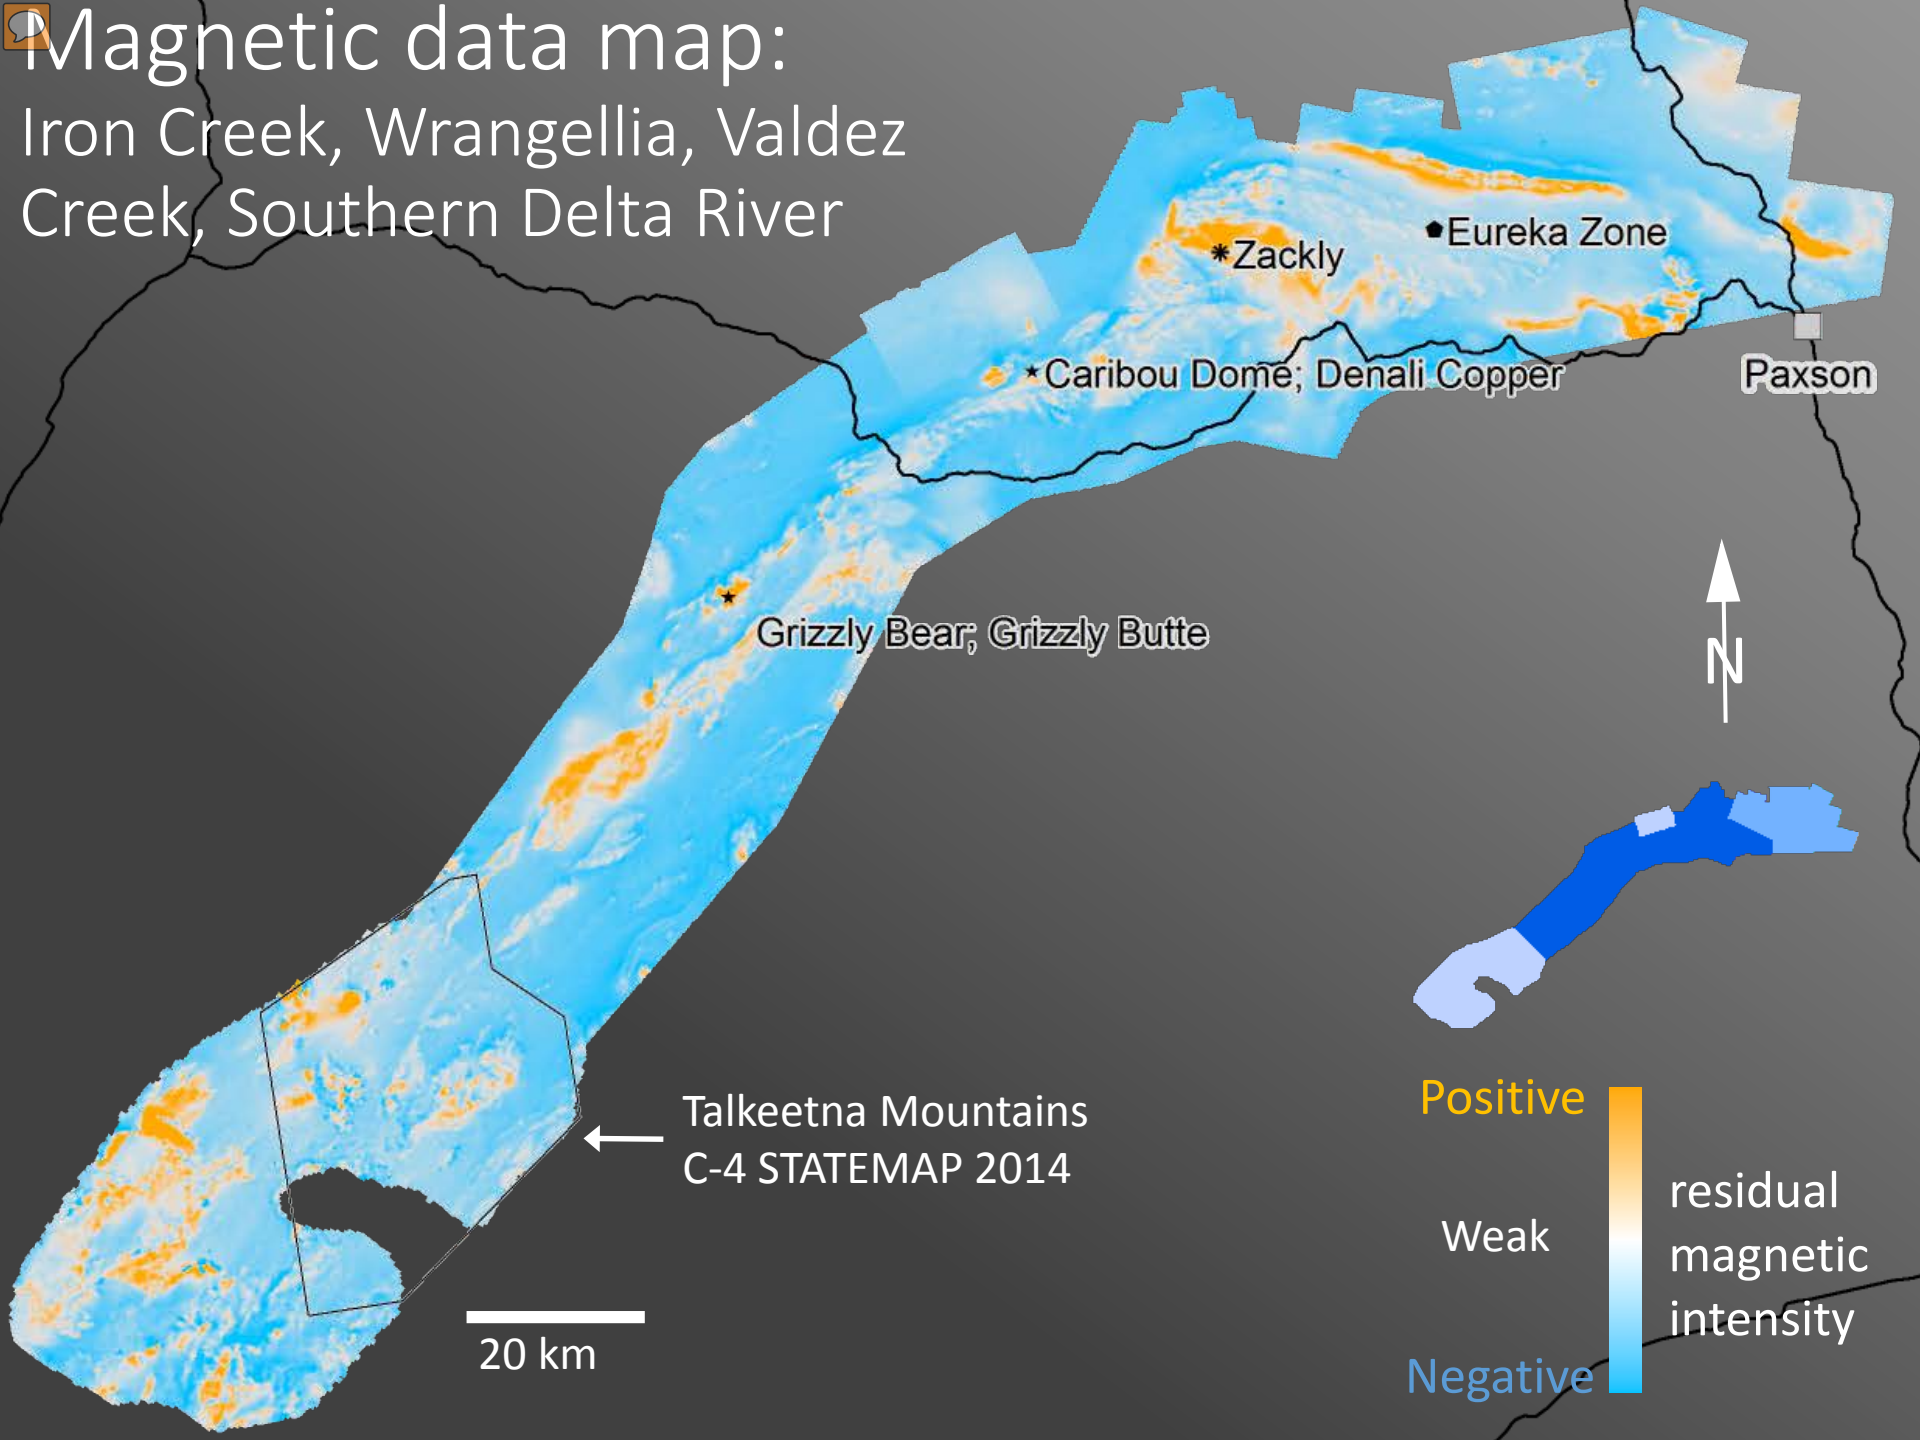 Magnetic data map:
Iron Creek, Wrangellia, Valdez
Creek, Southern Delta River
Zackly
Eureka Zone
Caribou Dome; Denali Copper
Paxson
Grizzly Bear; Grizzly Butte
N
Talkeetna Mountains
C-4 STATEMAP 2014
20 km
Positive
Weak
Negative
residual
magnetic
intensity